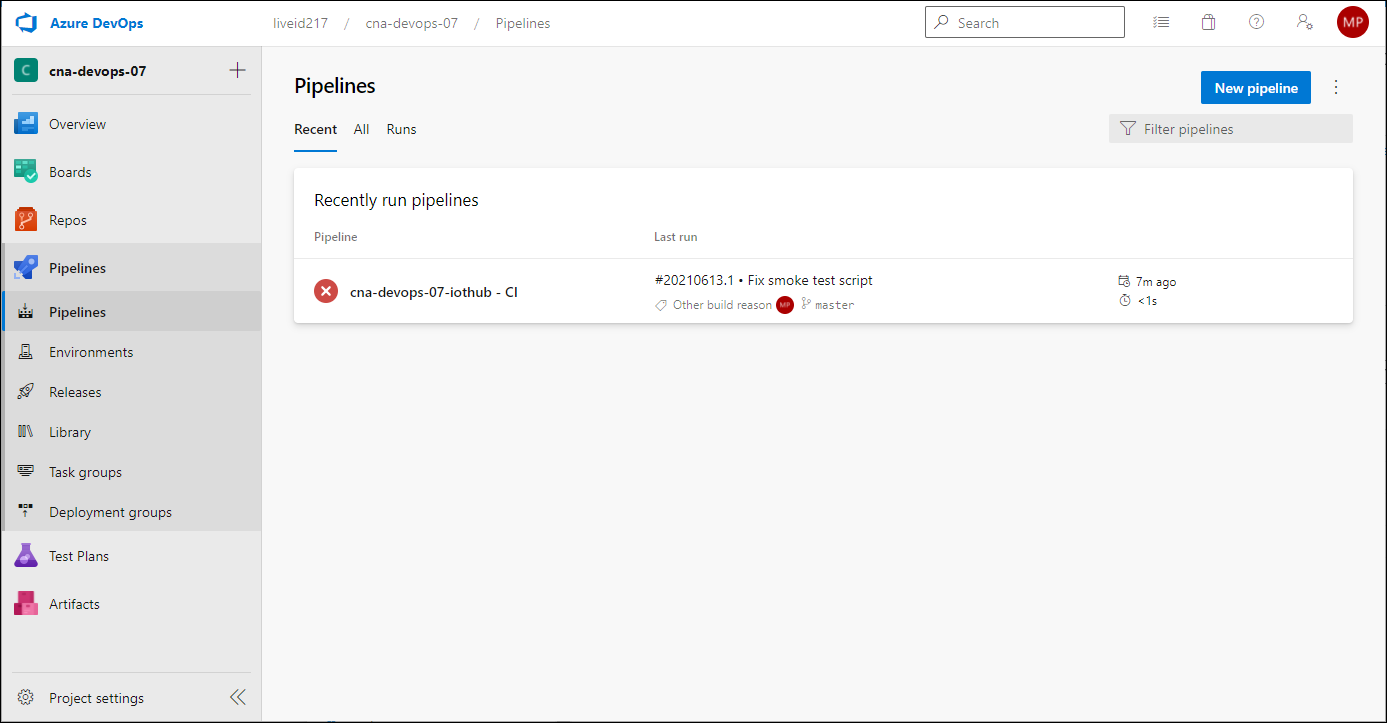 Azure DevOps
liveid217 / cna-devops-07 / Pipelines
Search
MP
C cna-devops-07
Overview
Boards
Repos
Pipelines
Pipelines
Environments
Releases
Library
Task groups
Deployment groups
Test Plans
Artifacts
Project settings
Pipelines
New pipeline
Recent All Runs
Filter pipelines
Recently run pipelines
Pipeline Last run
cna-devops-07-iothub - CI
#20210613.1 • Fix smoke test script
Other build reason MP master
7m ago
<1s